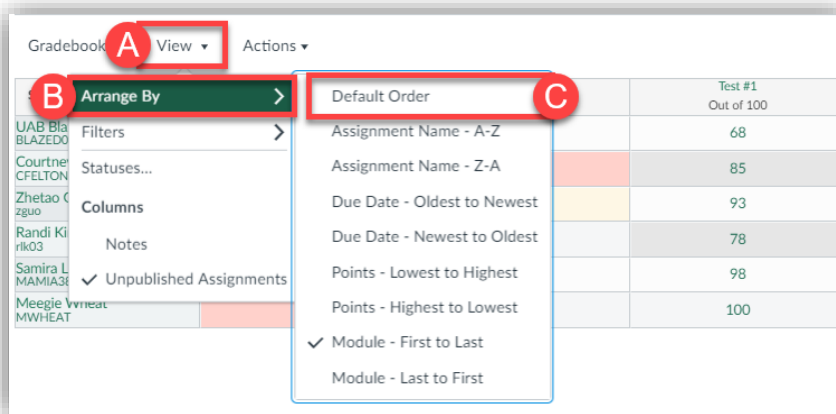 Gradebook A View ▾ Actions ▾
B Arrange By
Filters
Statuses...
Columns
Notes
✓ Unpublished Assignments
C Default Order
Assignment Name - A-Z
Assignment Name - Z-A
Due Date - Oldest to Newest
Due Date - Newest to Oldest
Points - Lowest to Highest
Points - Highest to Lowest
✓ Module - First to Last
Module - Last to First
Test #1
Out of 100
UAB Bla
BLAZED0
68
Courtney
CFELTON
85
Zhetao
zguo
93
Randi Ki
rlk03
78
Samira L
MAMIA38
98
Meegie Wheat
MWHEAT
100